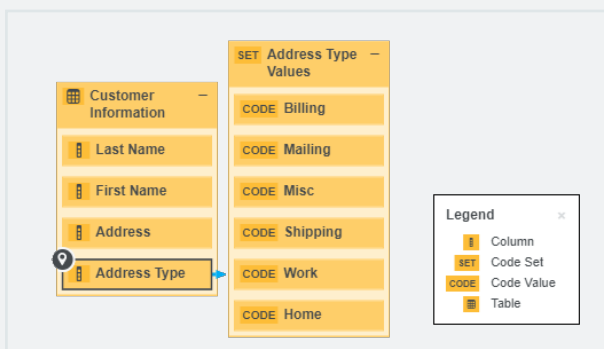 Customer
Information
Last Name
First Name
Address
Address Type
SET Address Type
Values
CODE Billing
CODE Mailing
CODE Misc
CODE Shipping
CODE Work
CODE Home
Legend
Column
SET Code Set
CODE Code Value
Table